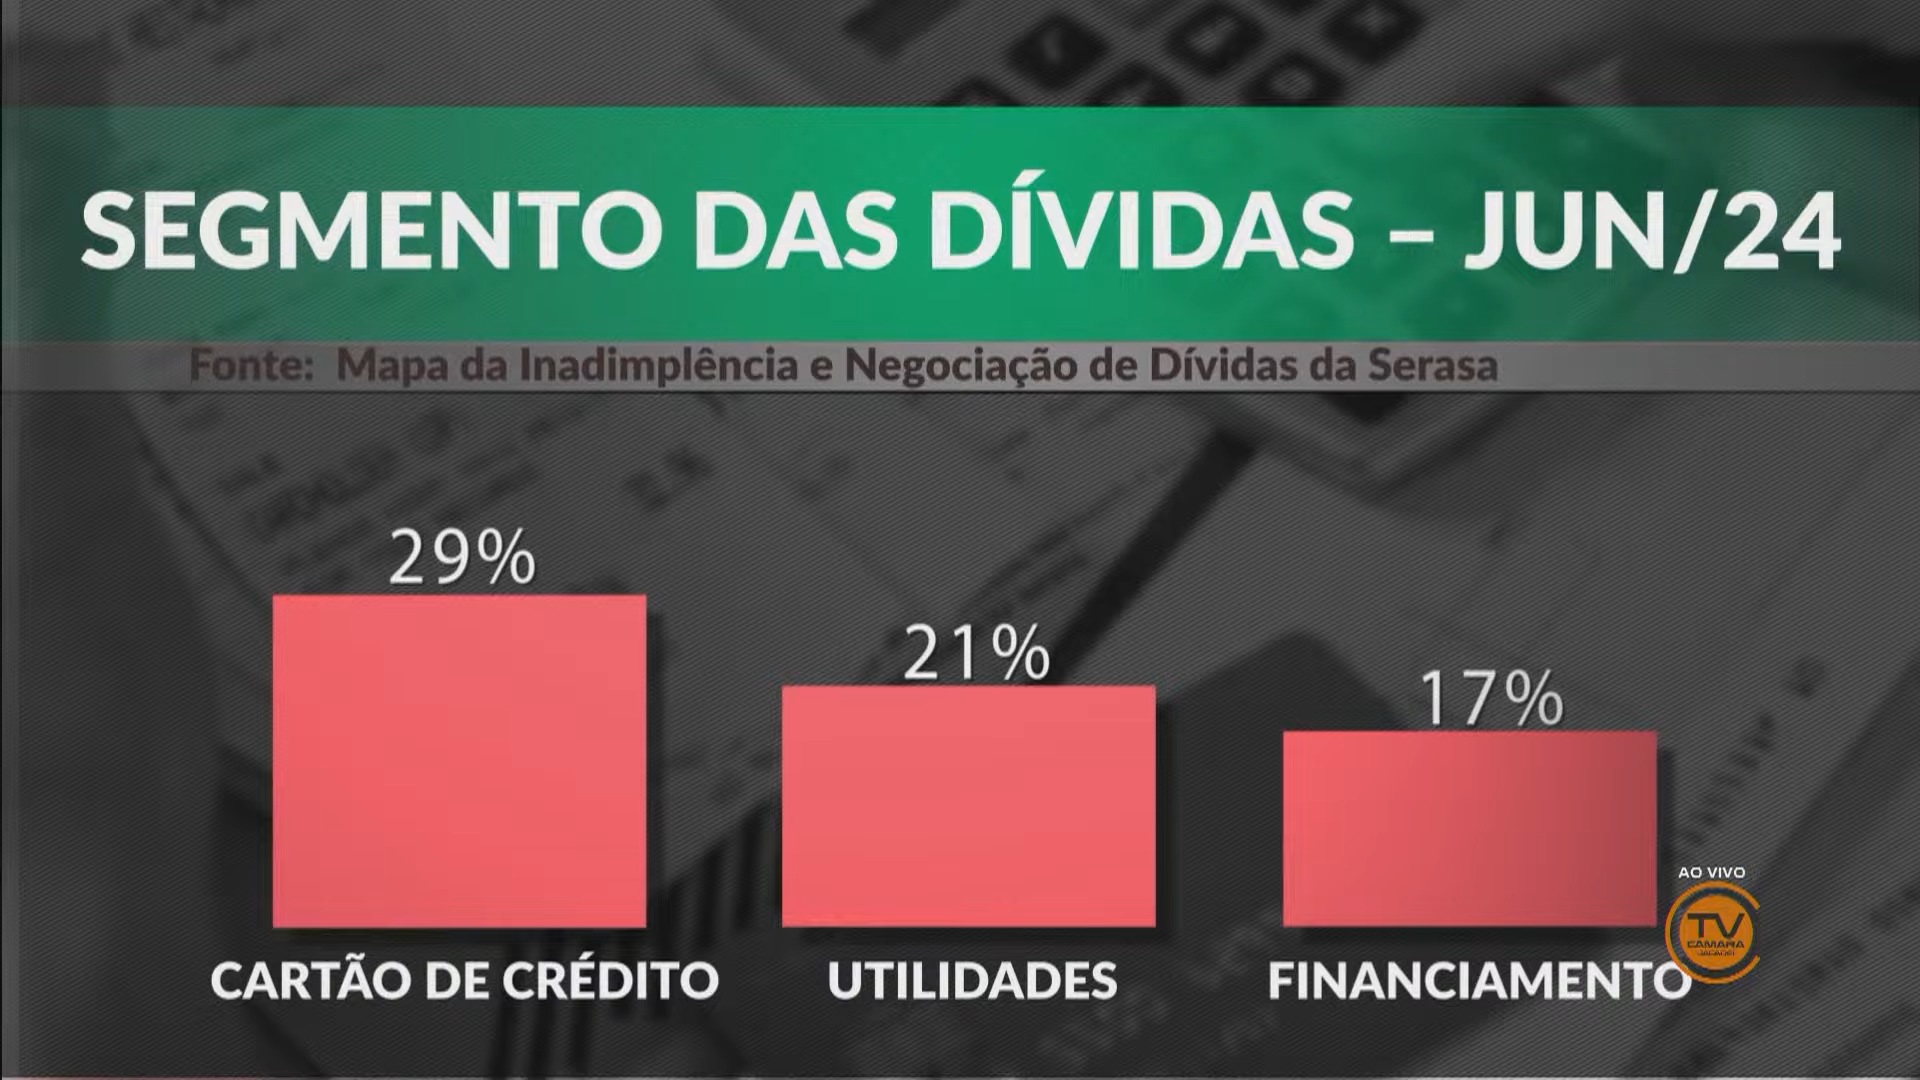 SEGMENTO DAS DÍVIDAS – JUN/24
Fonte: Mapa da Inadimplência e Negociação de Dívidas da Serasa
29%
21%
17%
CARTÃO DE CRÉDITO
UTILIDADES
FINANCIAMENTO
AO VIVO
TV
CÂMARA
JACAREÍ